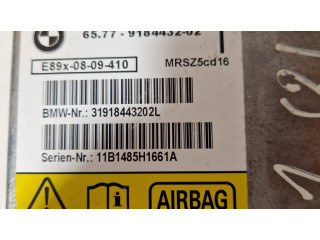 65.77 - 9184432-02
E89x-08-09-410
MRSZ5cd16
BMW-Nr.: 31918443202L
Serien-Nr.: 11B1485H1661A
AIRBAG